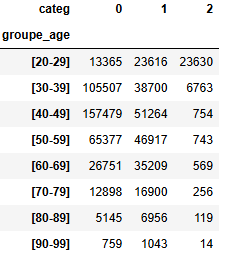 categ 0 1 2
groupe_age
[20-29] 13365 23616 23630
[30-39] 105507 38700 6763
[40-49] 157479 51264 754
[50-59] 65377 46917 743
[60-69] 26751 35209 569
[70-79] 12898 16900 256
[80-89] 5145 6956 119
[90-99] 759 1043 14